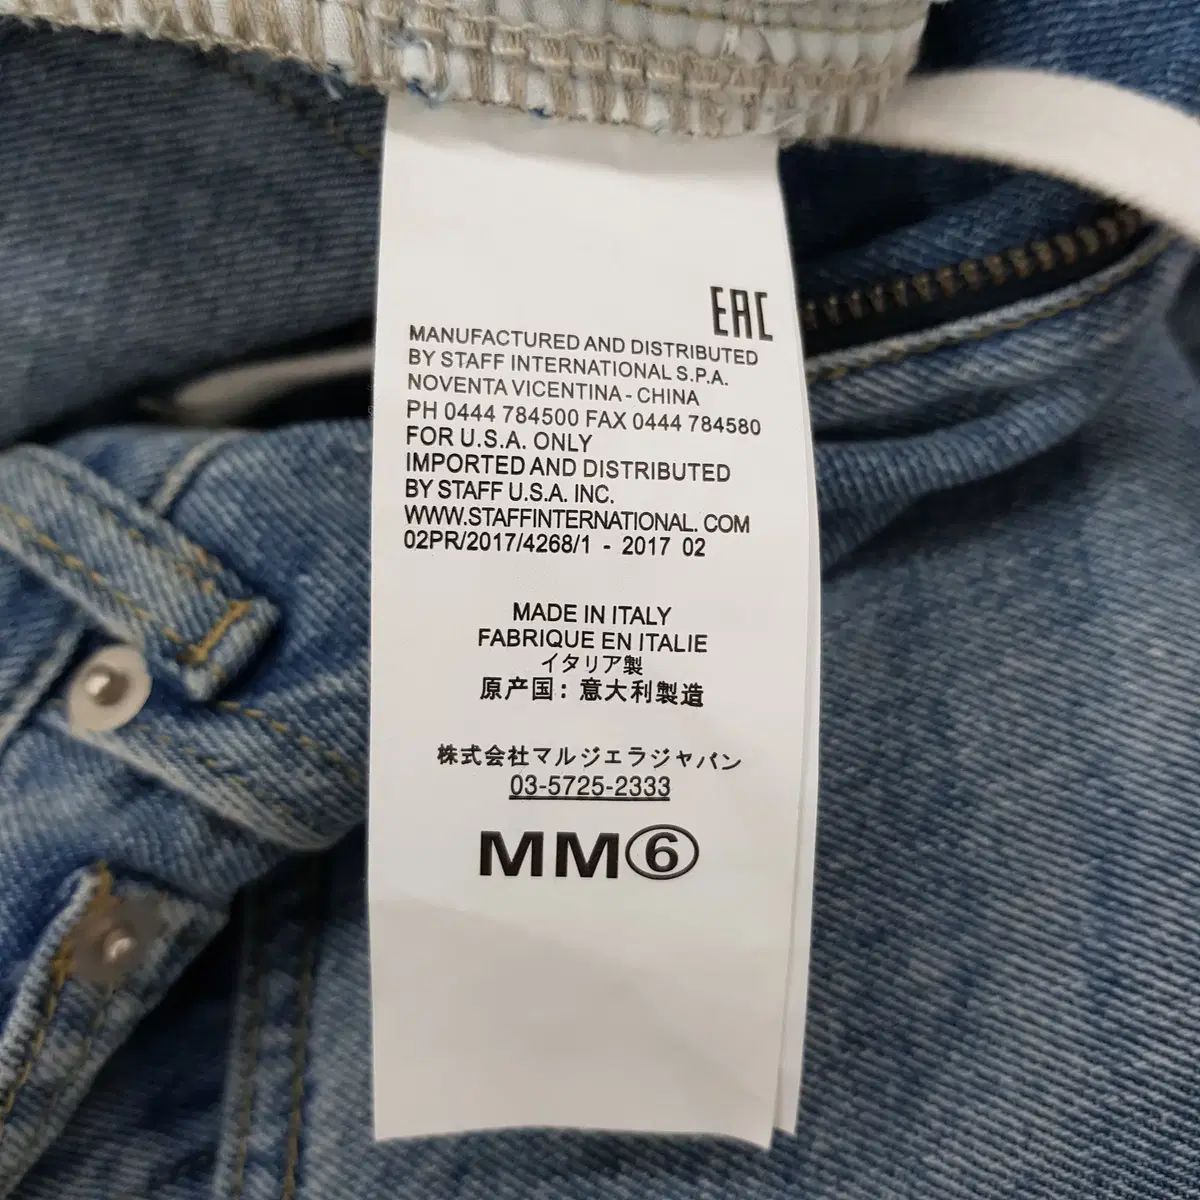 EAC
MANUFACTURED AND DISTRIBUTED
BY STAFF INTERNATIONAL S.P.A.
NOVENTA VICENTINA - CHINA
PH 0444 784500 FAX 0444 784580
FOR U.S.A. ONLY
IMPORTED AND DISTRIBUTED
BY STAFF U.S.A. INC.
WWW.STAFFINTERNATIONAL. COM
02PR/2017/4268/1 - 2017 02
MADE IN ITALY
FABRIQUE EN ITALIE
イタリア製
原产国：意大利製造
株式会社マルジェラジャパン
03-5725-2333
MM⑥